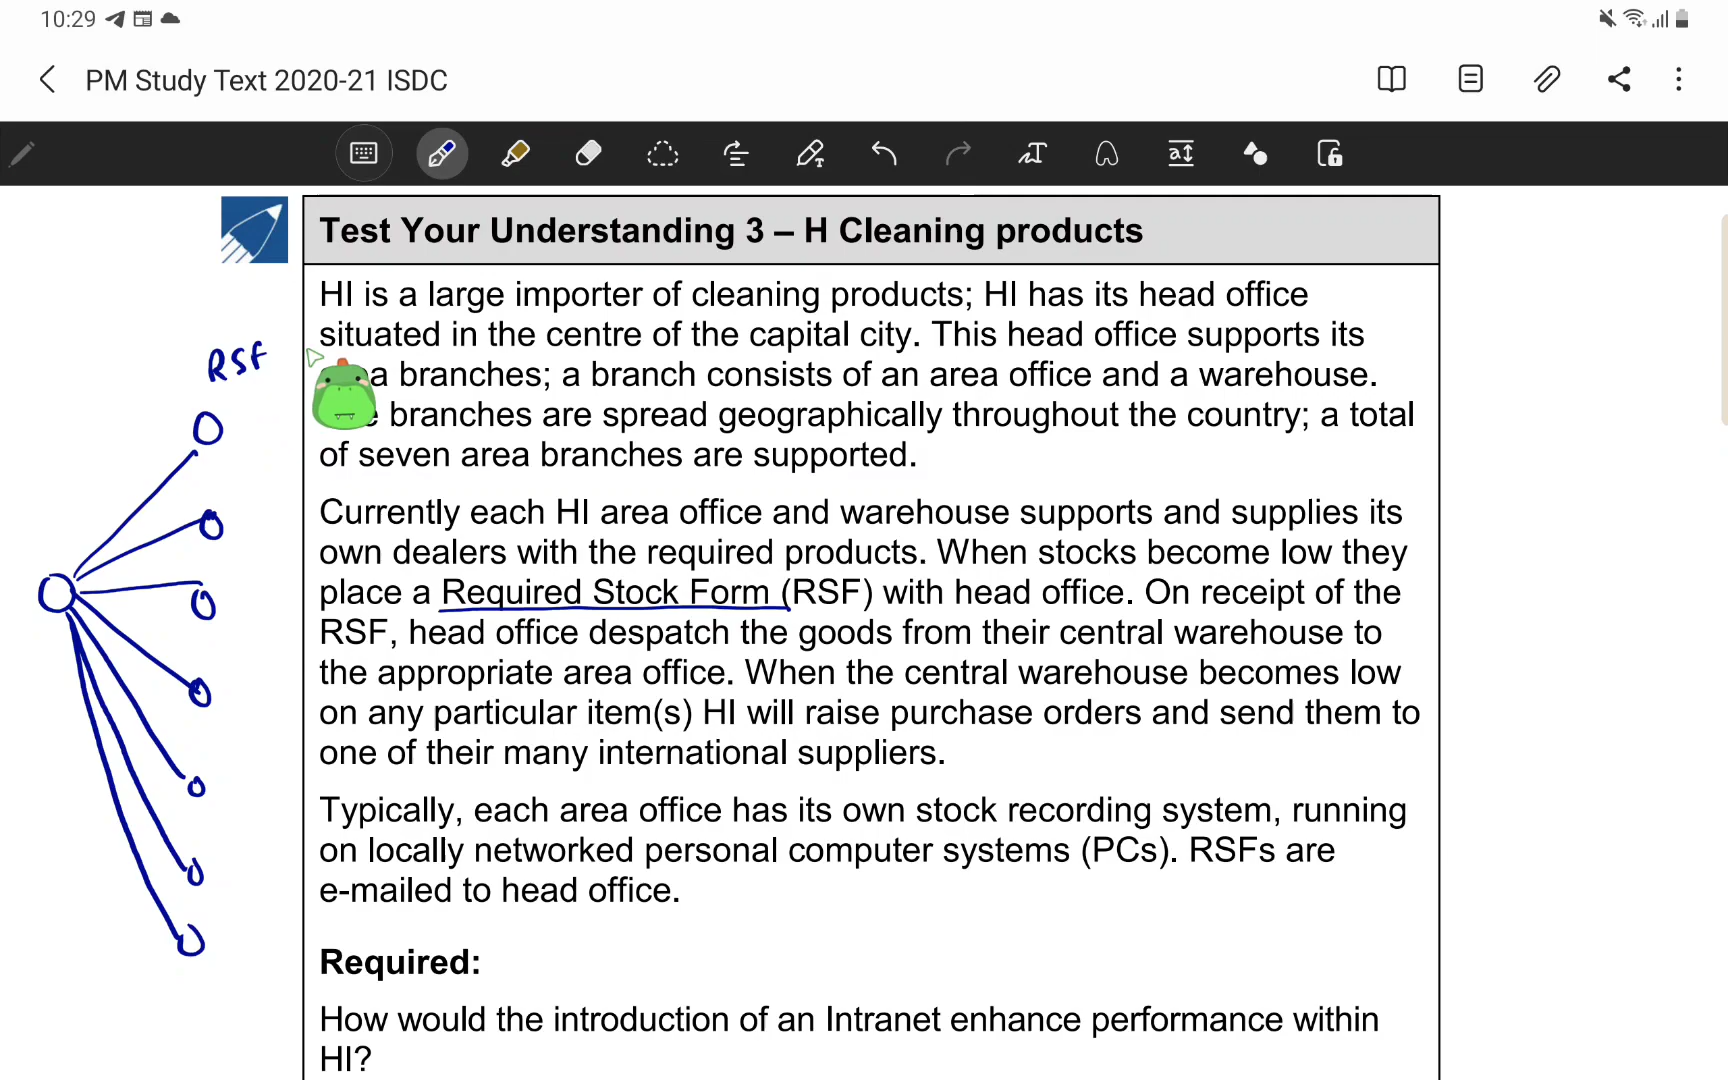 10:29
PM Study Text 2020-21 ISDC
Test Your Understanding 3 – H Cleaning products
HI is a large importer of cleaning products; HI has its head office
situated in the centre of the capital city. This head office supports its
a branches; a branch consists of an area office and a warehouse.
e branches are spread geographically throughout the country; a total
of seven area branches are supported.
Currently each HI area office and warehouse supports and supplies its
own dealers with the required products. When stocks become low they
place a Required Stock Form (RSF) with head office. On receipt of the
RSF, head office despatch the goods from their central warehouse to
the appropriate area office. When the central warehouse becomes low
on any particular item(s) HI will raise purchase orders and send them to
one of their many international suppliers.
Typically, each area office has its own stock recording system, running
on locally networked personal computer systems (PCs). RSFs are
e-mailed to head office.
Required:
How would the introduction of an Intranet enhance performance within
HI?
RSF